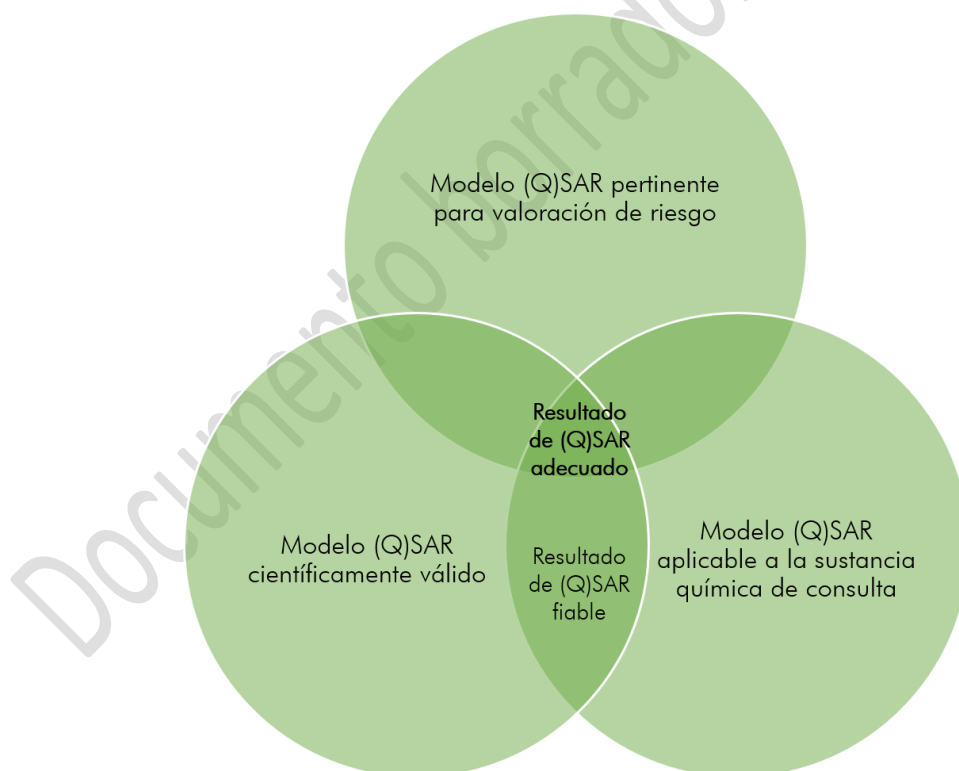 Documento borrador
Modelo (Q)SAR pertinente
para valoración de riesgo
Resultado
de (Q)SAR
adecuado
Modelo (Q)SAR
científicamente válido
Resultado
de (Q)SAR
fiable
Modelo (Q)SAR
aplicable a la sustancia
química de consulta